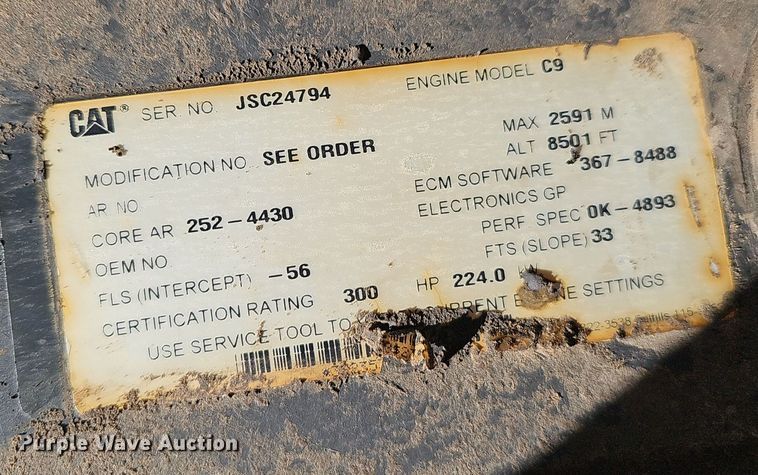 CAT® SER. NO. JSC24794 ENGINE MODEL C9
MODIFICATION NO. SEE ORDER MAX 2591 M
ALT 8501 FT
AR NO. ECM SOFTWARE 367-8488
CORE AR 252-4430 ELECTRONICS GP
OEM NO. PERF SPEC 0K-4893
FLS (INTERCEPT) -56 FTS (SLOPE) 33
CERTIFICATION RATING 300 HP 224.0
USE SERVICE TOOL TO SETTINGS
Purple Wave Auction